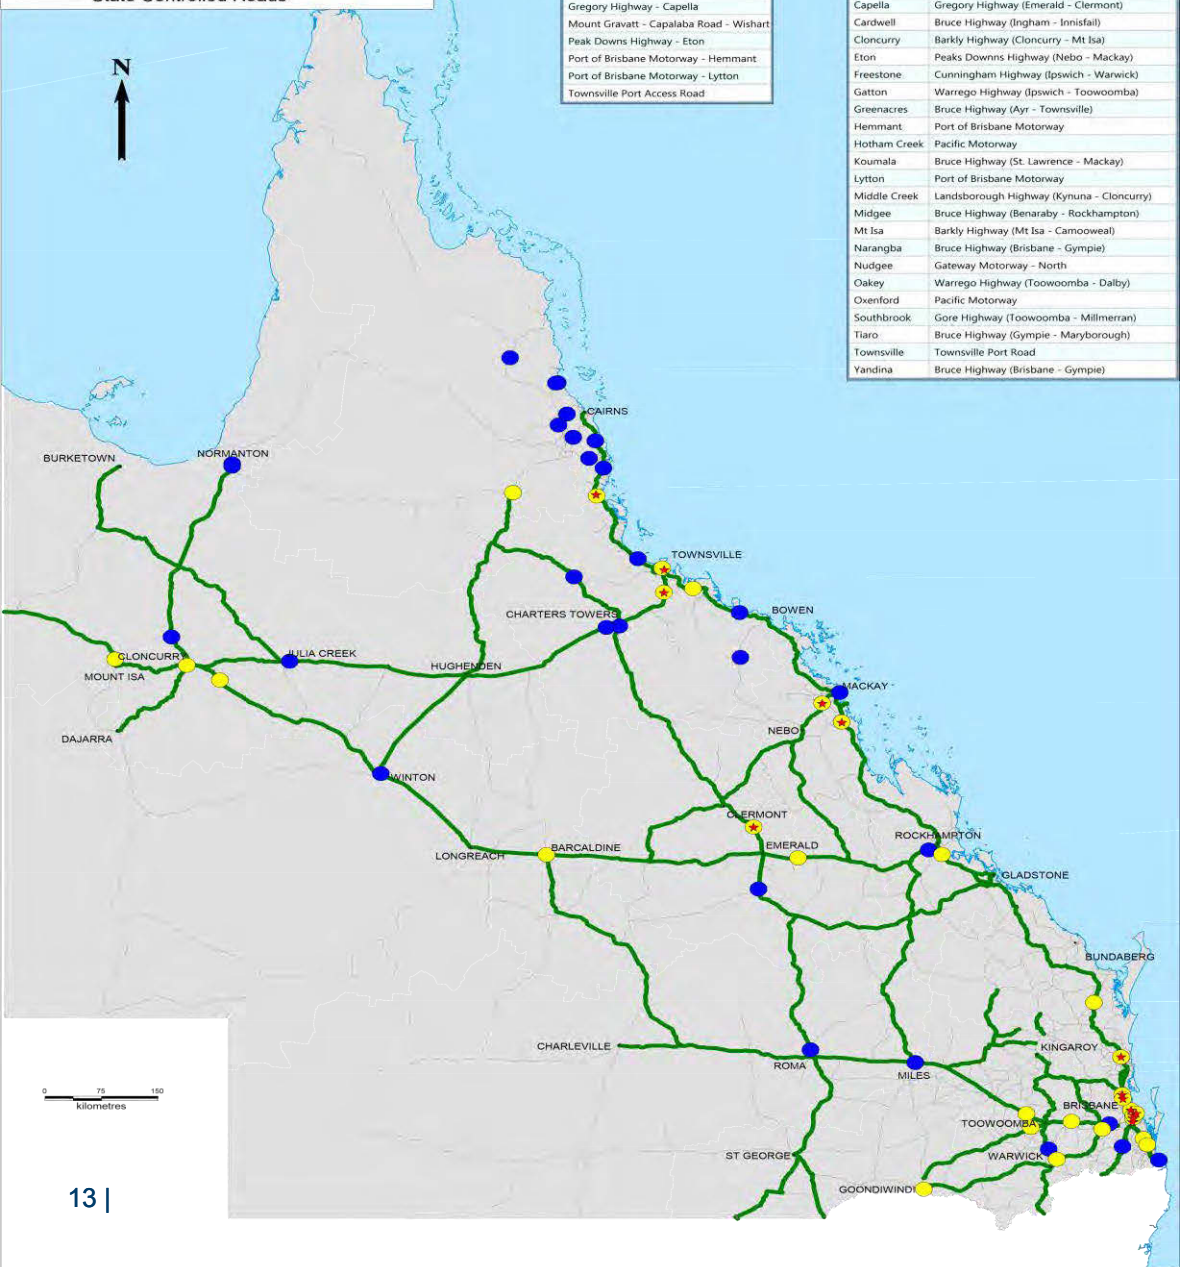 State Controlled Roads
Gregory Highway - Capella
Mount Gravatt - Capalaba Road - Wishart
Peak Downs Highway - Eton
Port of Brisbane Motorway - Hemmant
Port of Brisbane Motorway - Lytton
Townsville Port Access Road
Capella Gregory Highway (Emerald - Clermont)
Cardwell Bruce Highway (Ingham - Innisfail)
Cloncurry Barkly Highway (Cloncurry - Mt Isa)
Eton Peaks Downns Highway (Nebo - Mackay)
Freestone Cunningham Highway (Ipswich - Warwick)
Gatton Warrego Highway (Ipswich - Toowoomba)
Greenacres Bruce Highway (Ayr - Townsville)
Hemmant Port of Brisbane Motorway
Hotham Creek Pacific Motorway
Koumala Bruce Highway (St. Lawrence - Mackay)
Lytton Port of Brisbane Motorway
Middle Creek Landsborough Highway (Kynuna - Cloncurry)
Midgee Bruce Highway (Benaraby - Rockhampton)
Mt Isa Barkly Highway (Mt Isa - Camooweal)
Narangba Bruce Highway (Brisbane - Gympie)
Nudgee Gateway Motorway - North
Oakey Warrego Highway (Toowoomba - Dalby)
Oxenford Pacific Motorway
Southbrook Gore Highway (Toowoomba - Millmerran)
Tiaro Bruce Highway (Gympie - Maryborough)
Townsville Townsville Port Road
Yandina Bruce Highway (Brisbane - Gympie)
N
CAIRNS
BURKETOWN
NORMANTON
TOWNSVILLE
CHARTERS TOWERS
BOWEN
CLONCURRY
JULIA CREEK
HUGHENDEN
MOUNT ISA
MACKAY
DAJARRA
NEBO
WINTON
CLERMONT
ROCKHAMPTON
LONGREACH
BARCALDINE
EMERALD
GLADSTONE
BUNDABERG
CHARLEVILLE
KINGAROY
ROMA
MILES
0 75 150
kilometres
BRISBANE
TOOWOOMBA
ST GEORGE
WARWICK
GOONDIWINDI
13 |